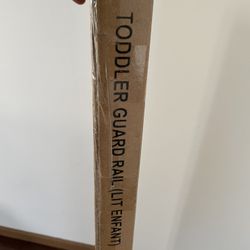 TODDLER GUARD RAIL (LIT ENFANT)